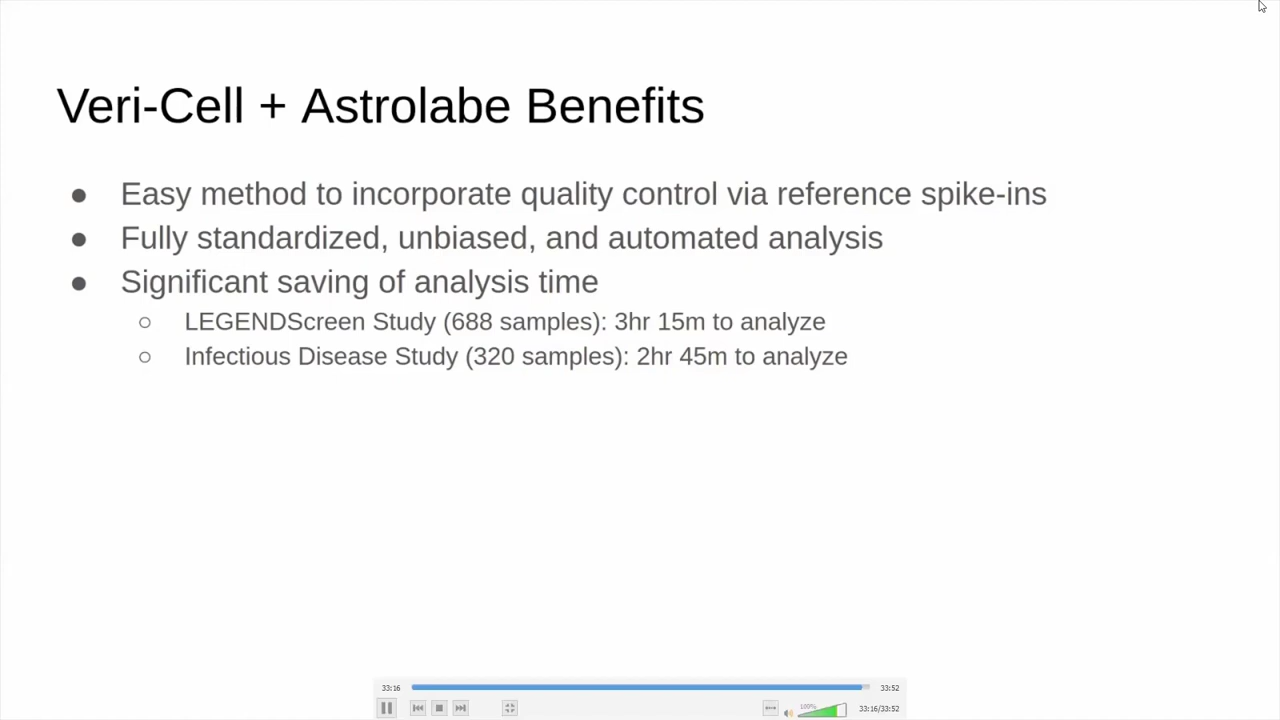 Veri-Cell + Astrolabe Benefits
● Easy method to incorporate quality control via reference spike-ins
● Fully standardized, unbiased, and automated analysis
● Significant saving of analysis time
○ LEGENDScreen Study (688 samples): 3hr 15m to analyze
○ Infectious Disease Study (320 samples): 2hr 45m to analyze
33:16 33:52
100% 33:16/33:52